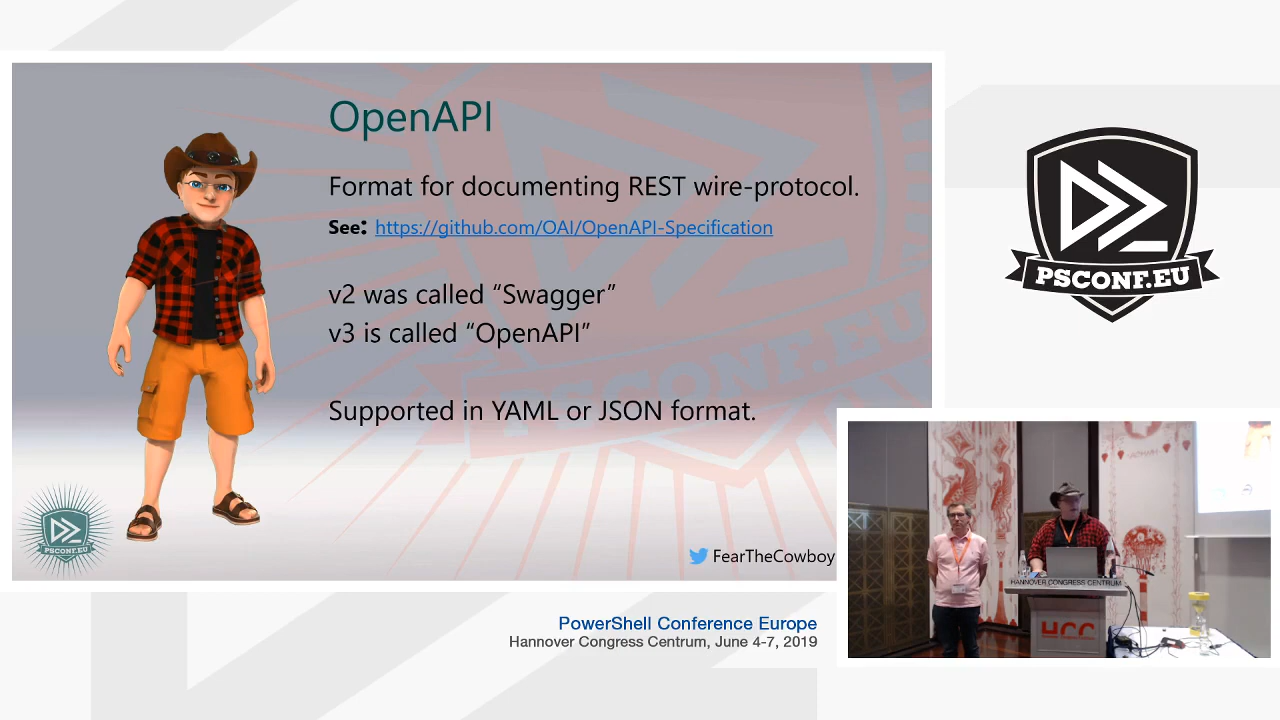 OpenAPI
Format for documenting REST wire-protocol.
See: https://github.com/OAI/OpenAPI-Specification
v2 was called “Swagger”
v3 is called “OpenAPI”
Supported in YAML or JSON format.
PSCONF.EU
PSCONF.EU
FearTheCowboy
PSCONF.EU
HANNOVER CONGRESS CENTRUM
HCC
PowerShell Conference Europe
Hannover Congress Centrum, June 4-7, 2019